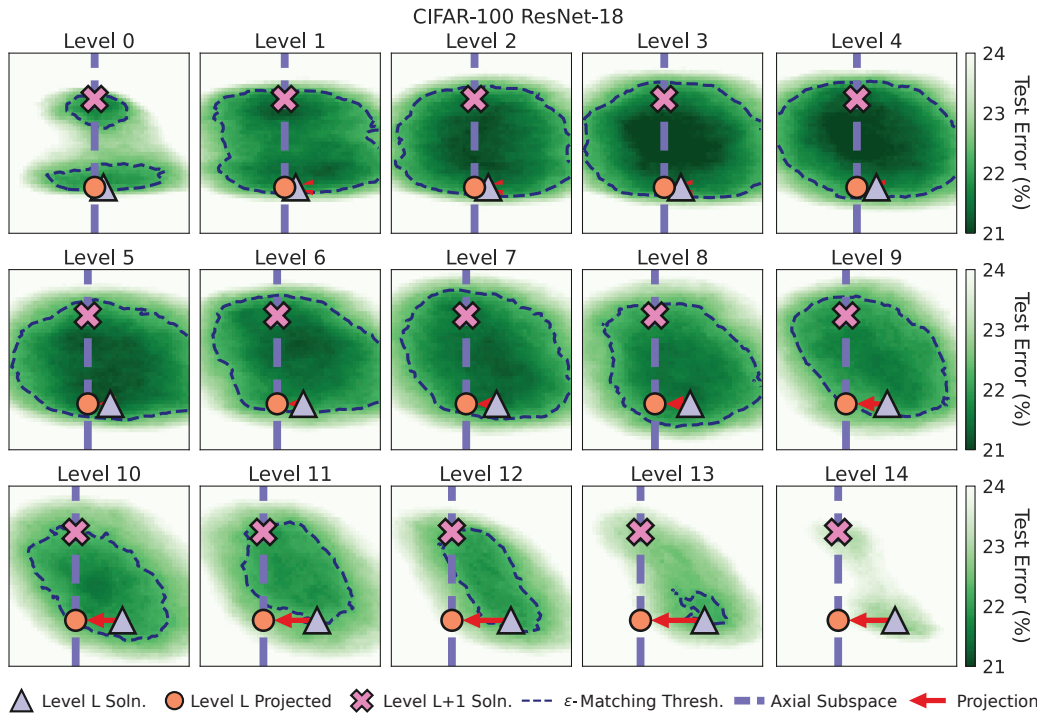 CIFAR-100 ResNet-18
Level 0 Level 1 Level 2 Level 3 Level 4
24
23
22
21
Test Error (%)
Level 5 Level 6 Level 7 Level 8 Level 9
24
23
22
21
Test Error (%)
Level 10 Level 11 Level 12 Level 13 Level 14
24
23
22
21
Test Error (%)
Level L Soln. Level L Projected Level L+1 Soln. ε-Matching Thresh. Axial Subspace Projection